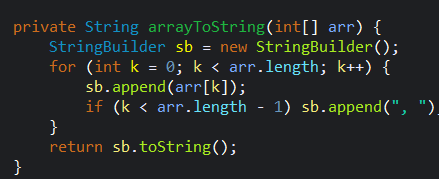 private String arrayToString(int[] arr) {
    StringBuilder sb = new StringBuilder();
    for (int k = 0; k < arr.length; k++) {
        sb.append(arr[k]);
        if (k < arr.length - 1) sb.append(", ")
    }
    return sb.toString();
}